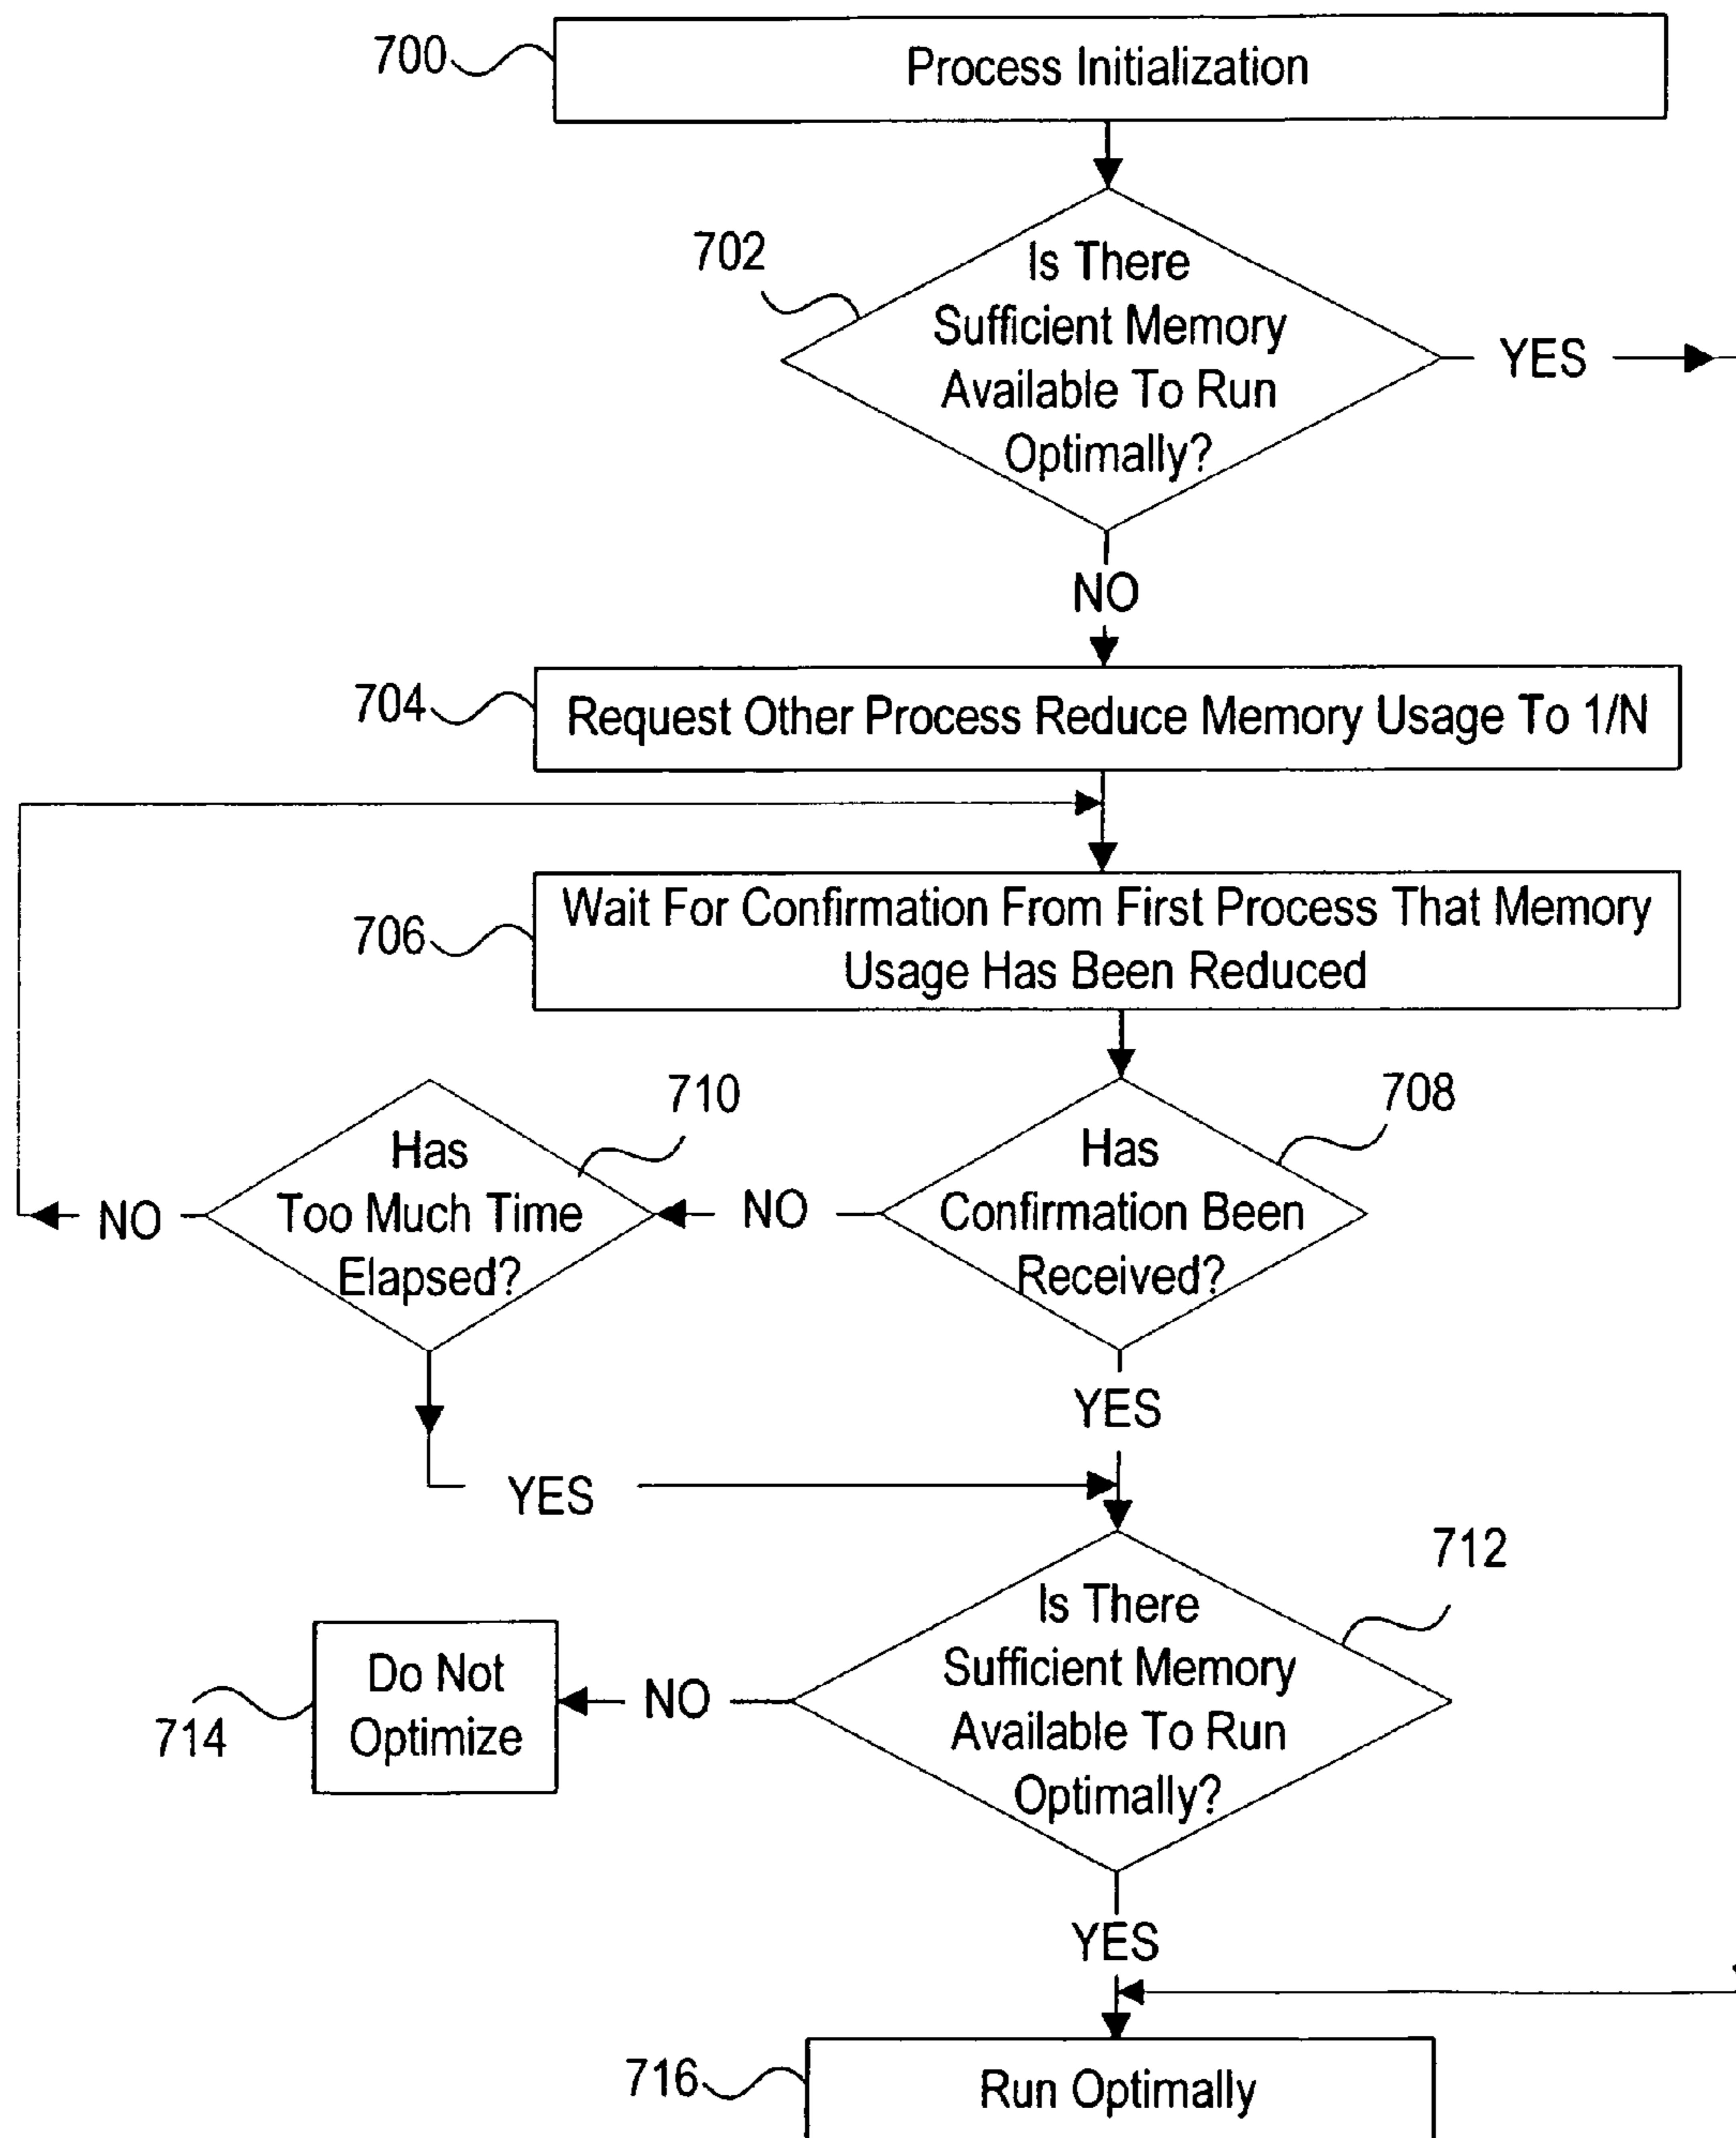 700
Process Initialization
702
Is There
Sufficient Memory
Available To Run
Optimally?
YES
NO
704
Request Other Process Reduce Memory Usage To 1/N
706
Wait For Confirmation From First Process That Memory
Usage Has Been Reduced
710
Has
Too Much Time
Elapsed?
NO
708
Has
Confirmation Been
Received?
NO
YES
YES
712
Is There
Sufficient Memory
Available To Run
Optimally?
NO
714
Do Not
Optimize
YES
716
Run Optimally